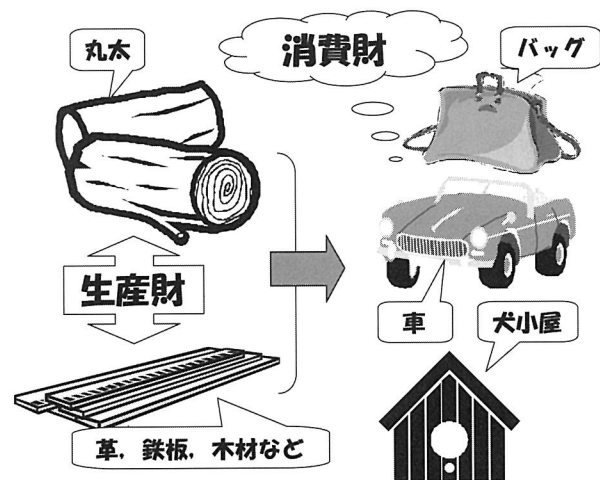 丸太
消費財
バッグ
生産財
車
犬小屋
革，鉄板，木材など